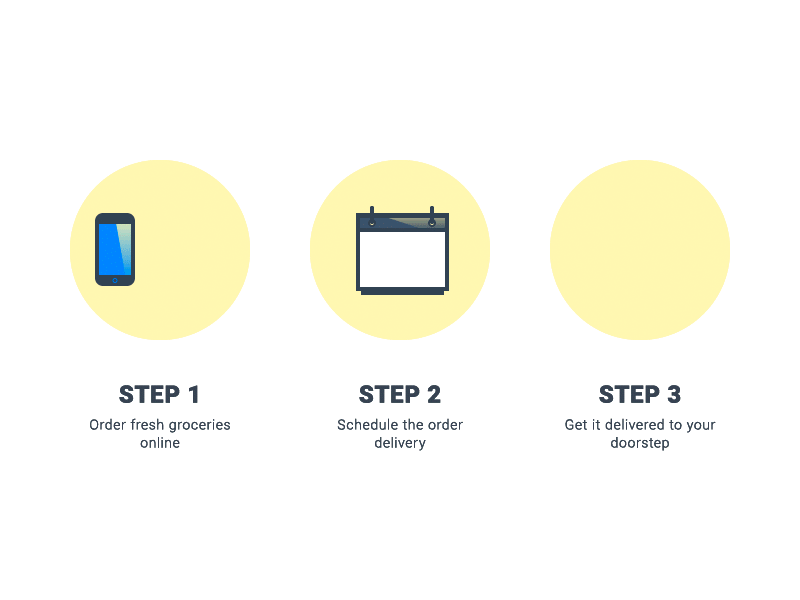 STEP 1
Order fresh groceries
online
STEP 2
Schedule the order
delivery
STEP 3
Get it delivered to your
doorstep